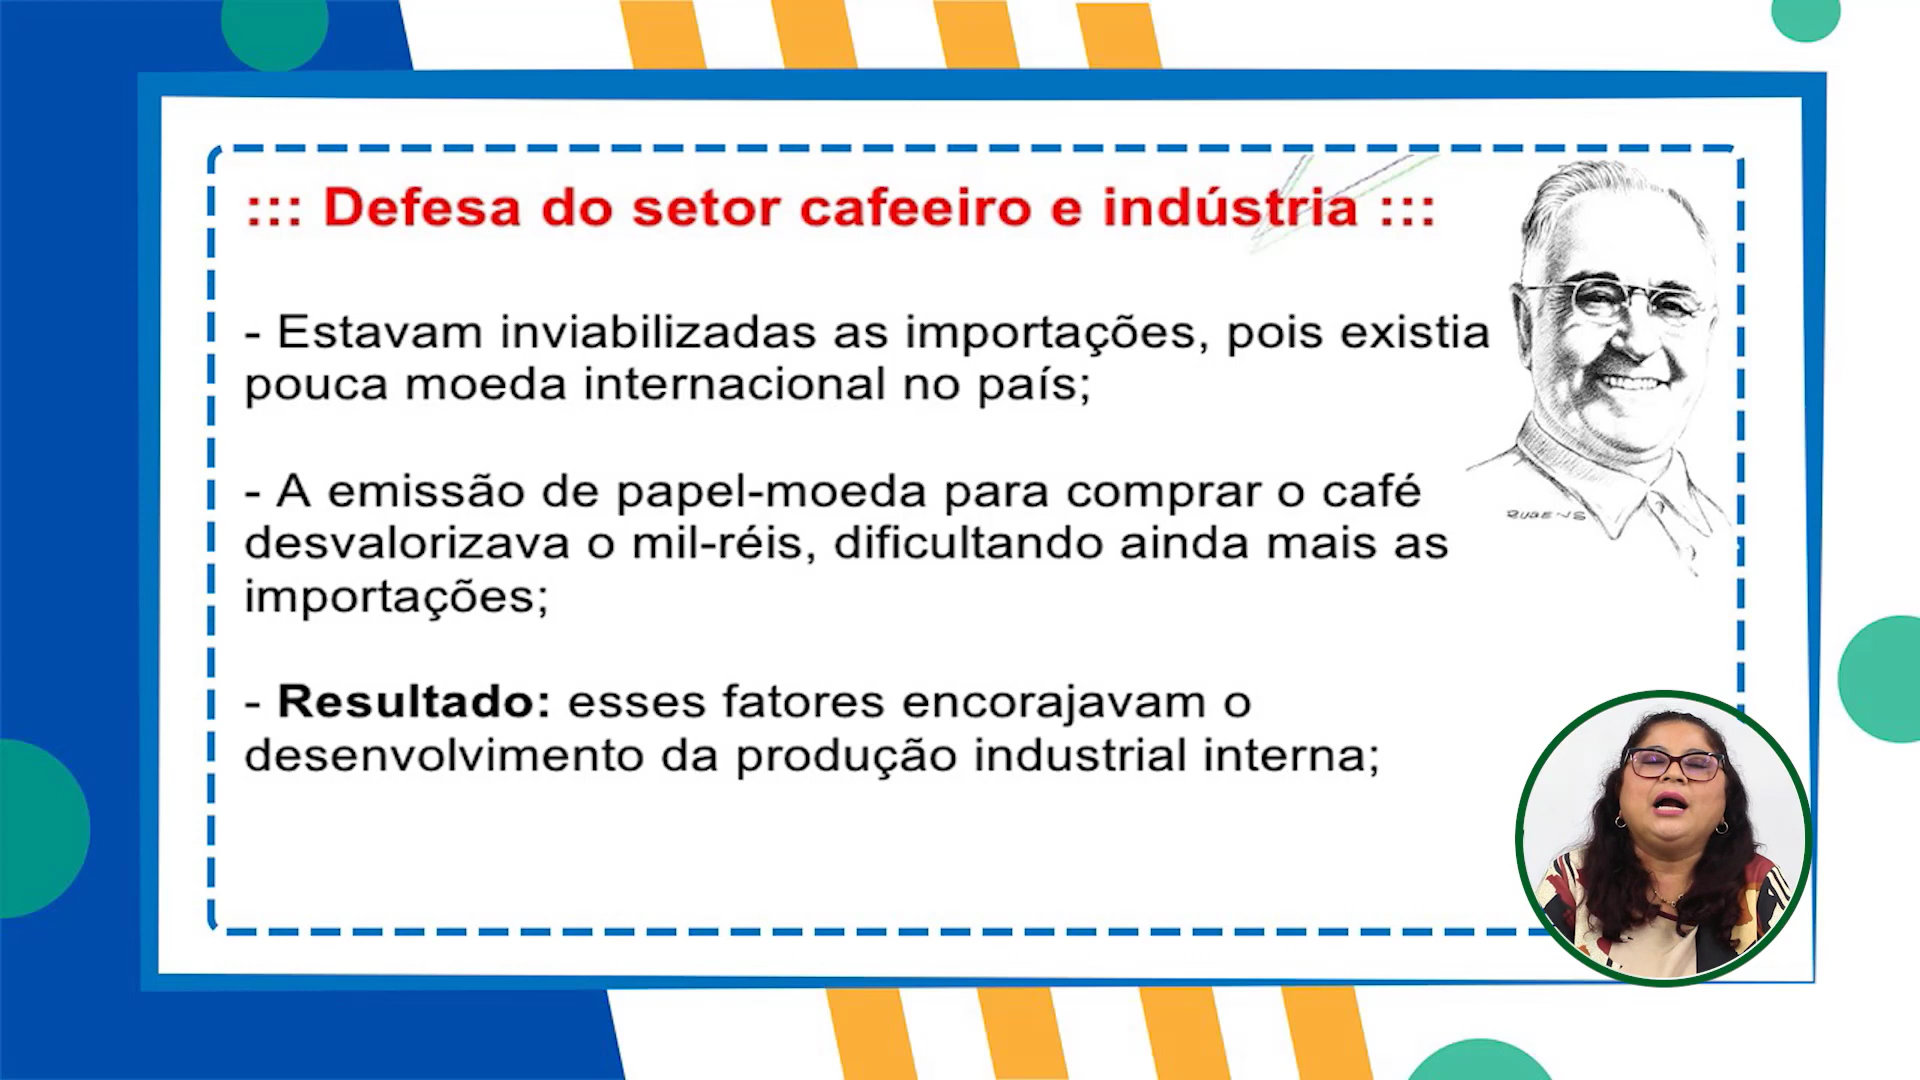 ::: Defesa do setor cafeeiro e indústria :::
- Estavam inviabilizadas as importações, pois existia
pouca moeda internacional no país;
- A emissão de papel-moeda para comprar o café
desvalorizava o mil-réis, dificultando ainda mais as
importações;
- Resultado: esses fatores encorajavam o
desenvolvimento da produção industrial interna;
RUBENS